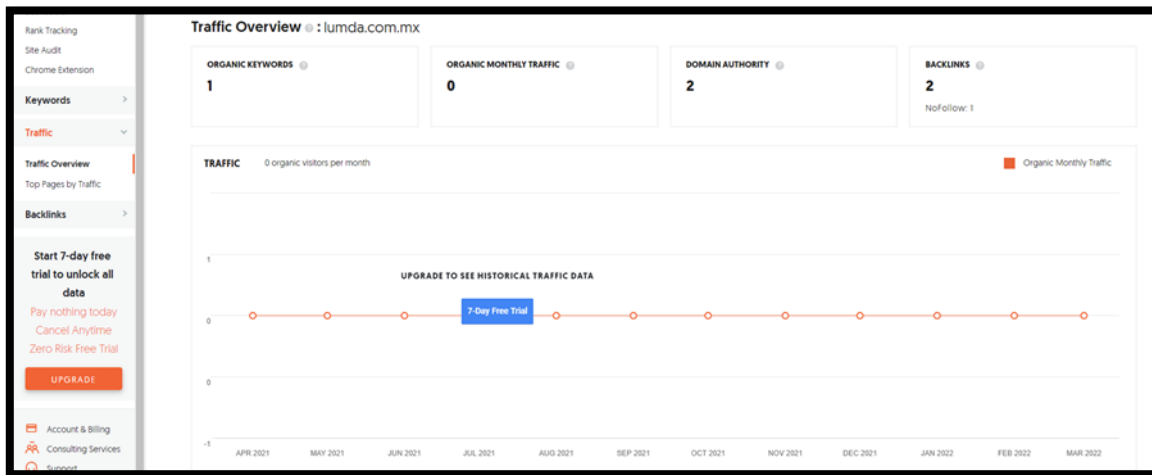 Rank Tracking
Site Audit
Chrome Extension
Keywords
Traffic
Traffic Overview
Top Pages by Traffic
Backlinks
Start 7-day free
trial to unlock all
data
Pay nothing today
Cancel Anytime
Zero Risk Free Trial
UPGRADE
Account & Billing
Consulting Services
Support
Traffic Overview : lumda.com.mx
ORGANIC KEYWORDS
1
ORGANIC MONTHLY TRAFFIC
0
DOMAIN AUTHORITY
2
BACKLINKS
2
NoFollow: 1
TRAFFIC 0 organic visitors per month
Organic Monthly Traffic
1
UPGRADE TO SEE HISTORICAL TRAFFIC DATA
7-Day Free Trial
0
0
-1
APR 2021 MAY 2021 JUN 2021 JUL 2021 AUG 2021 SEP 2021 OCT 2021 NOV 2021 DEC 2021 JAN 2022 FEB 2022 MAR 2022